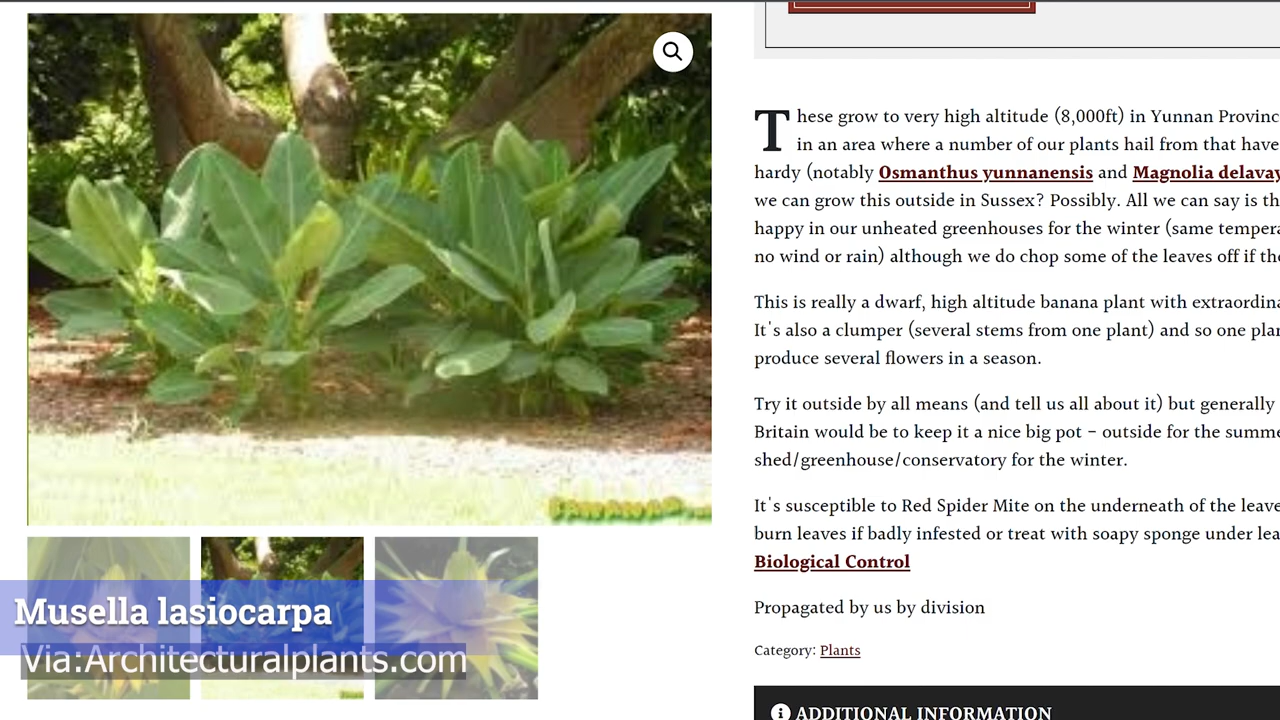 These grow to very high altitude (8,000ft) in Yunnan Provinc
in an area where a number of our plants hail from that have
hardy (notably Osmanthus yunnanensis and Magnolia delavay
we can grow this outside in Sussex? Possibly. All we can say is th
happy in our unheated greenhouses for the winter (same tempera
no wind or rain) although we do chop some of the leaves off if the
This is really a dwarf, high altitude banana plant with extraordina
It's also a clumper (several stems from one plant) and so one plan
produce several flowers in a season.
Try it outside by all means (and tell us all about it) but generally
Britain would be to keep it a nice big pot – outside for the summe
shed/greenhouse/conservatory for the winter.
It's susceptible to Red Spider Mite on the underneath of the leave
burn leaves if badly infested or treat with soapy sponge under lea
Biological Control
Propagated by us by division
Category: Plants
ADDITIONAL INFORMATION
Musella lasiocarpa
Via:Architecturalplants.com